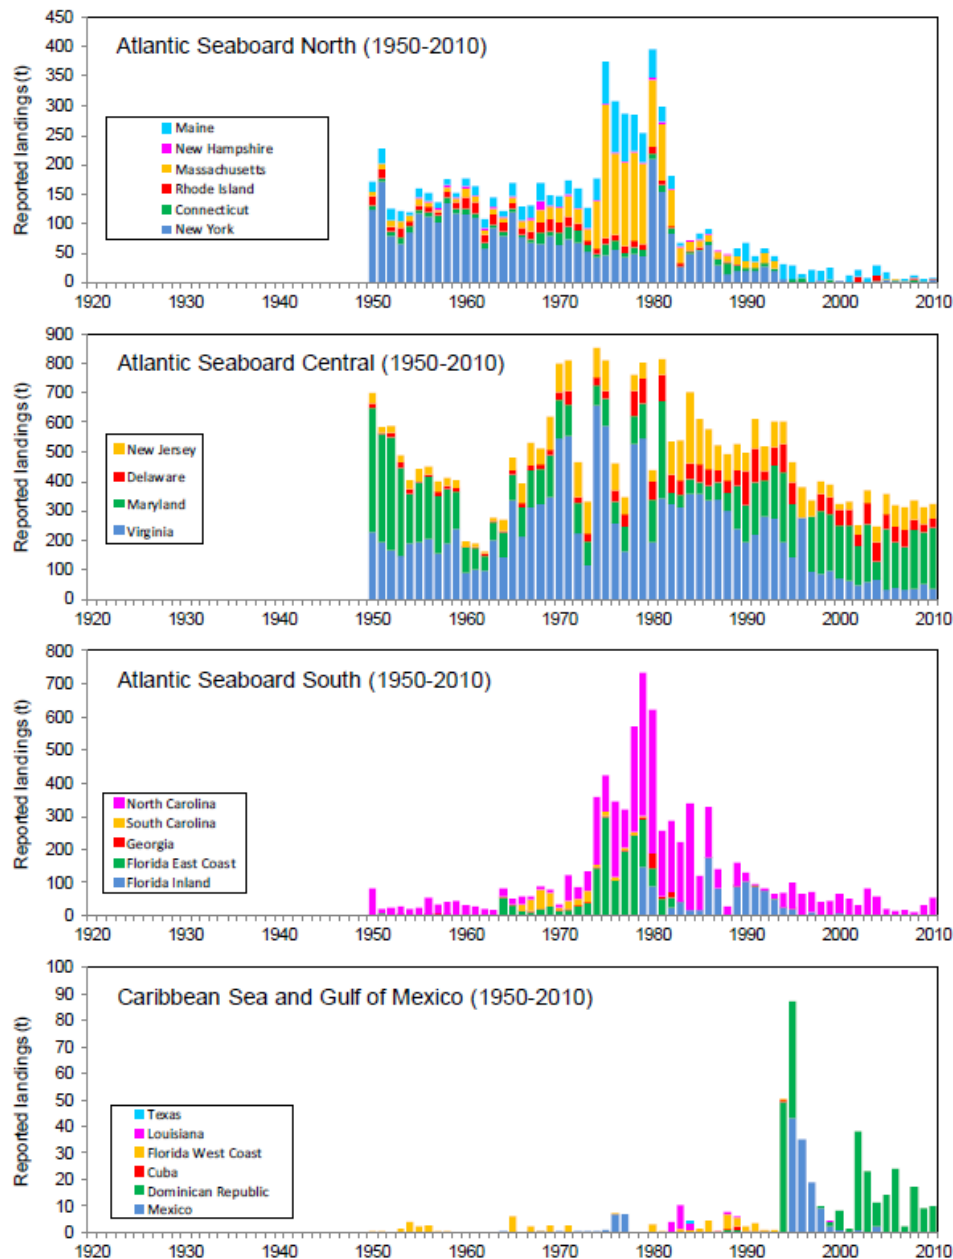 Atlantic Seaboard North (1950-2010)
Reported landings (t)
450
400
350
300
250
200
150
100
50
0
Maine
New Hampshire
Massachusetts
Rhode Island
Connecticut
New York
1920 1930 1940 1950 1960 1970 1980 1990 2000 2010
Atlantic Seaboard Central (1950-2010)
Reported landings (t)
900
800
700
600
500
400
300
200
100
0
New Jersey
Delaware
Maryland
Virginia
1920 1930 1940 1950 1960 1970 1980 1990 2000 2010
Atlantic Seaboard South (1950-2010)
Reported landings (t)
800
700
600
500
400
300
200
100
0
North Carolina
South Carolina
Georgia
Florida East Coast
Florida Inland
1920 1930 1940 1950 1960 1970 1980 1990 2000 2010
Caribbean Sea and Gulf of Mexico (1950-2010)
Reported landings (t)
100
90
80
70
60
50
40
30
20
10
0
Texas
Louisiana
Florida West Coast
Cuba
Dominican Republic
Mexico
1920 1930 1940 1950 1960 1970 1980 1990 2000 2010